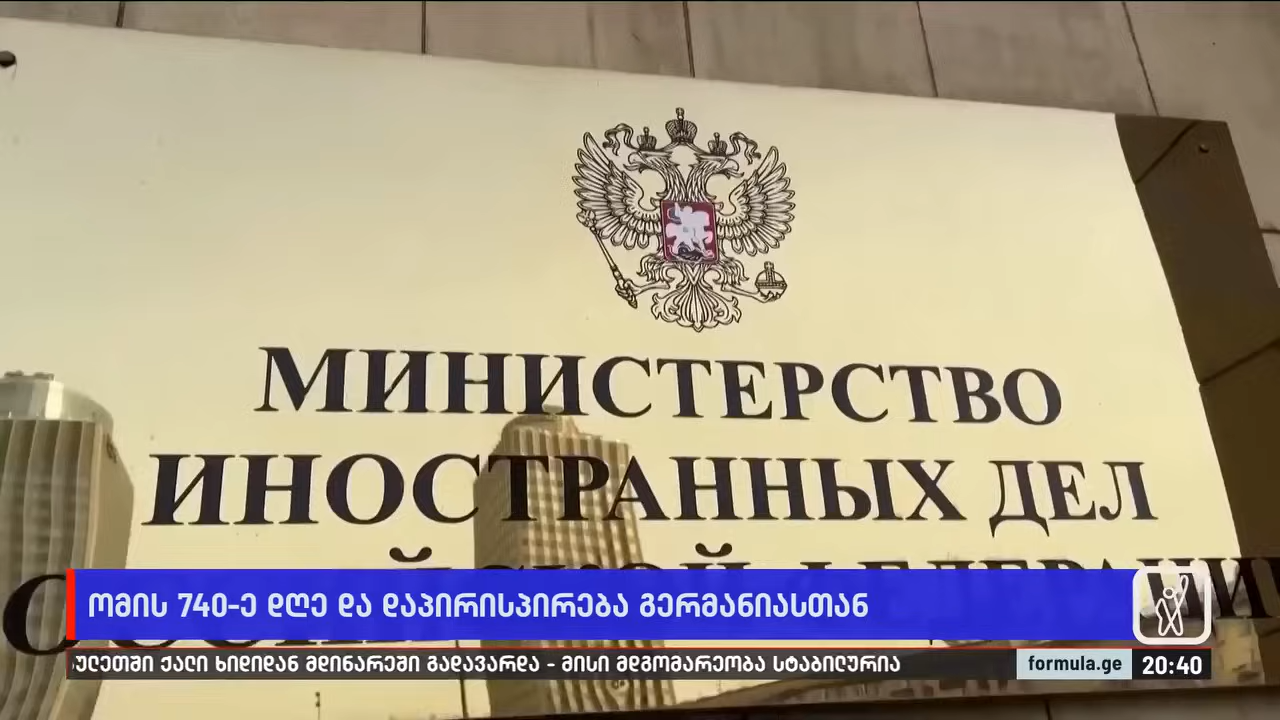 МИНИСТЕРСТВО
ИНОСТРАННЫХ ДЕЛ
ომის 740-ე დღე და დაპირისპირება გერმანიასთან
ქალი ხიდიდან მდინარეში გადავარდა - მისი მდგომარეობა სტაბილურია
formula.ge
20:40